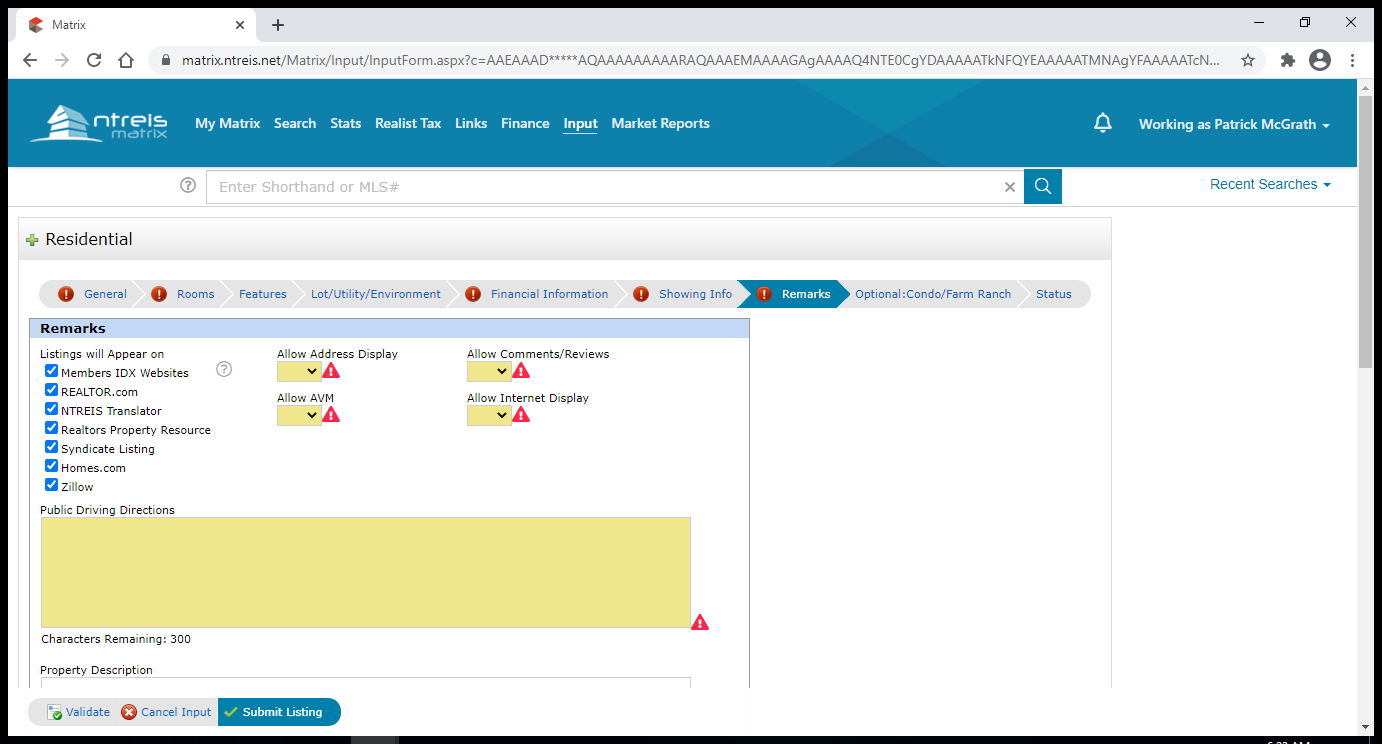 Matrix
matrix.ntreis.net/Matrix/Input/InputForm.aspx?c=AAEAAAD*****AQAAAAAAAAARAQAAAEMAAAAGAgAAAAQ4NTE0CgYDAAAAATkNFQYEAAAAATMNAgYFAAAAATcN...
ntreis matrix
My Matrix Search Stats Realist Tax Links Finance Input Market Reports
Working as Patrick McGrath
Enter Shorthand or MLS#
Recent Searches
Residential
General Rooms Features Lot/Utility/Environment Financial Information Showing Info Remarks Optional:Condo/Farm Ranch Status
Remarks
Listings will Appear on
Members IDX Websites
REALTOR.com
NTREIS Translator
Realtors Property Resource
Syndicate Listing
Homes.com
Zillow
Allow Address Display
Allow Comments/Reviews
Allow AVM
Allow Internet Display
Public Driving Directions
Characters Remaining: 300
Property Description
Validate Cancel Input Submit Listing